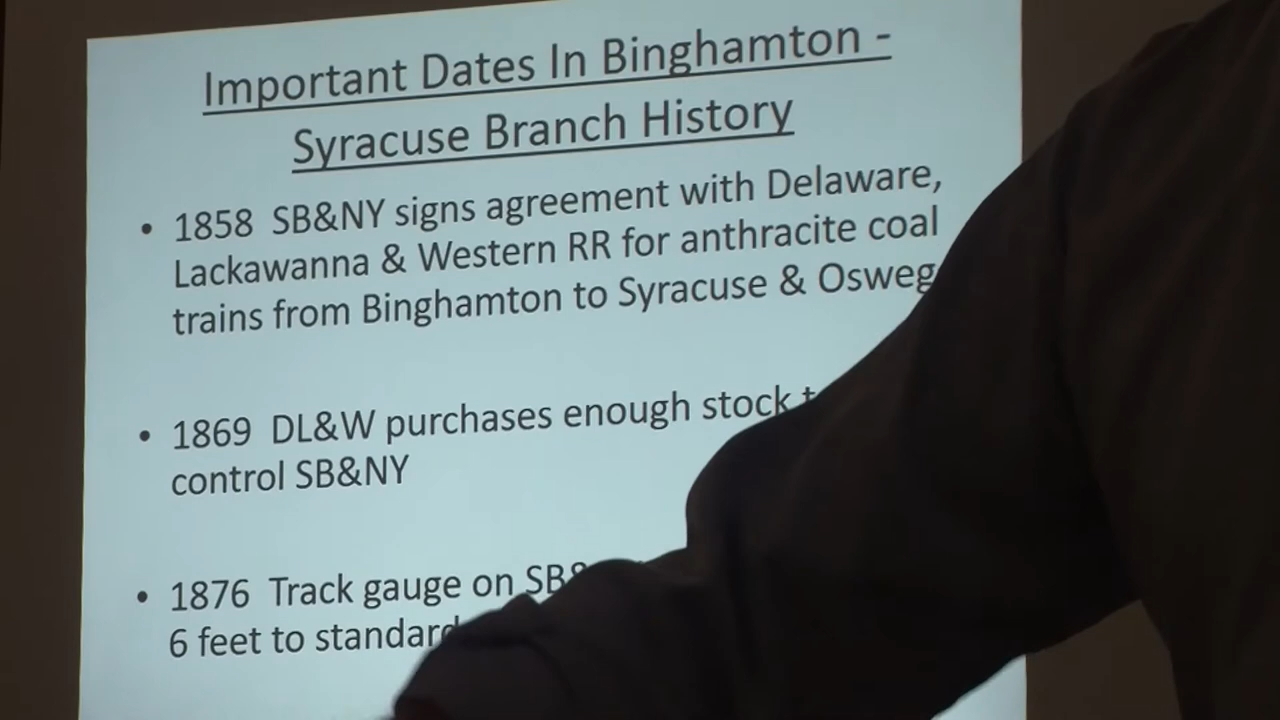 Important Dates In Binghamton -
Syracuse Branch History
• 1858 SB&NY signs agreement with Delaware,
Lackawanna & Western RR for anthracite coal
trains from Binghamton to Syracuse &
• 1869 DL&W purchases enough stock
control SB&NY
• 1876 Track gauge on
6 feet to standard